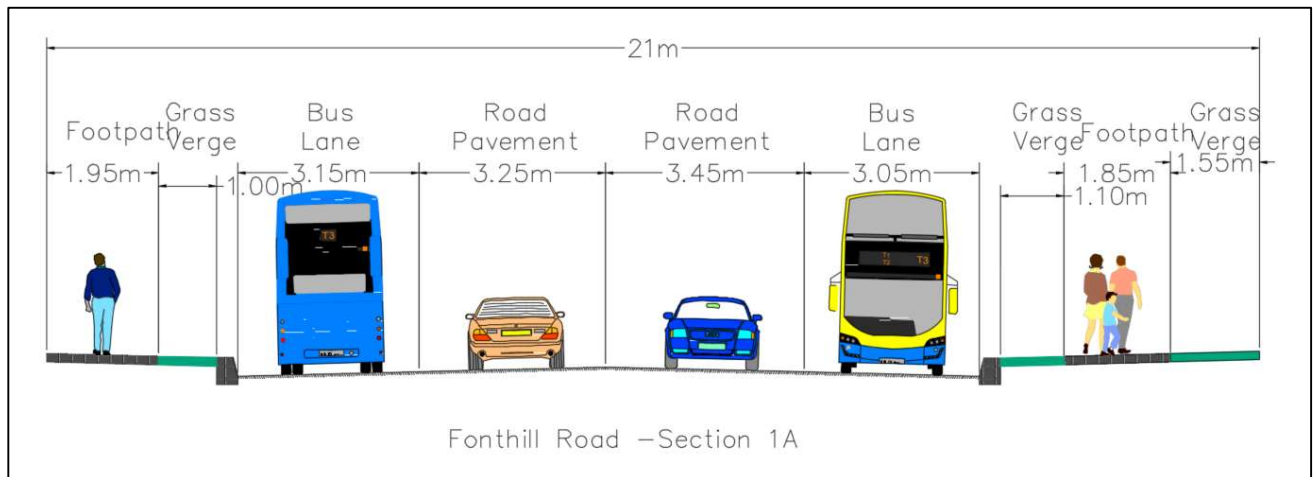 21m
Footpath
1.95m
Grass
Verge
1.00m
Bus
Lane
3.15m
Road
Pavement
3.25m
Road
Pavement
3.45m
Bus
Lane
3.05m
Grass
Verge
1.10m
Footpath
1.85m
Grass
Verge
1.55m
T3
T1
T2
T3
Fonthill Road -Section 1A